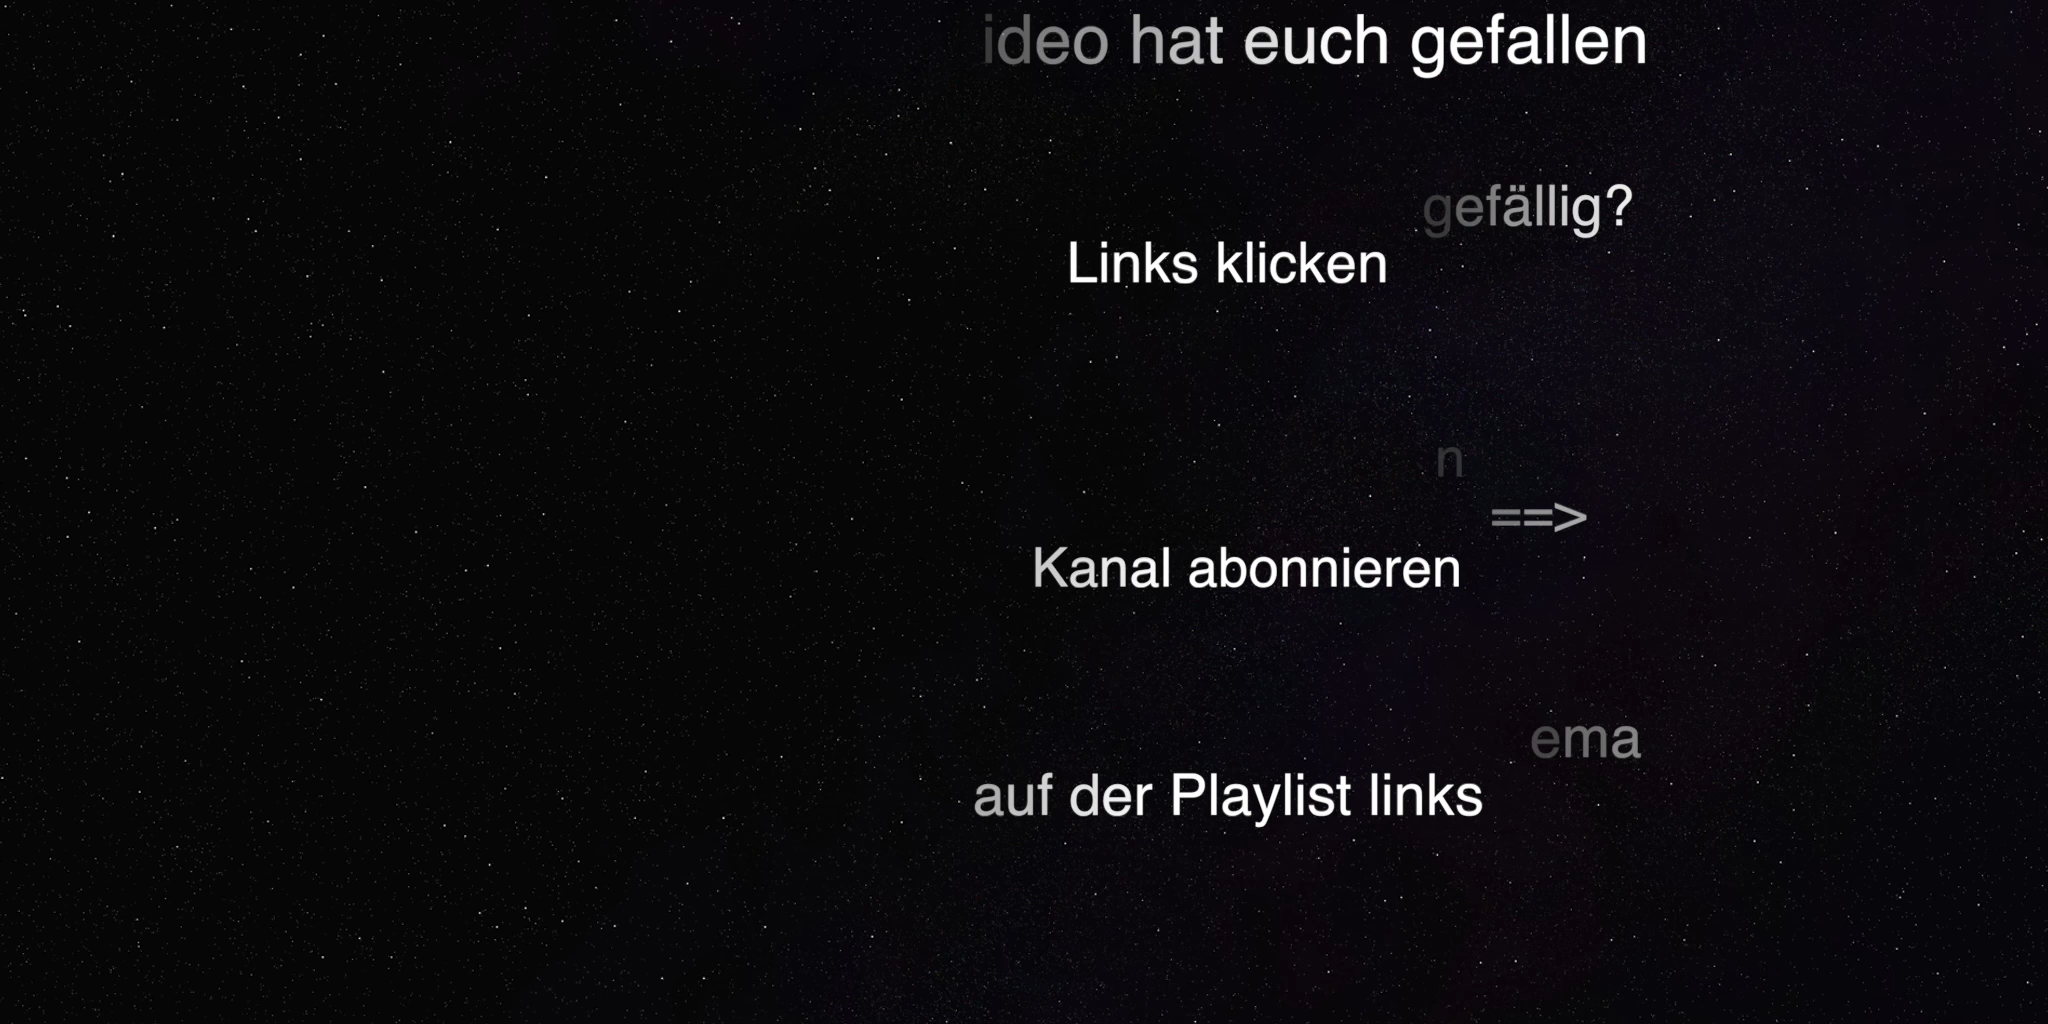 ideo hat euch gefallen
gefällig?
Links klicken
n
==>
Kanal abonnieren
ema
auf der Playlist links